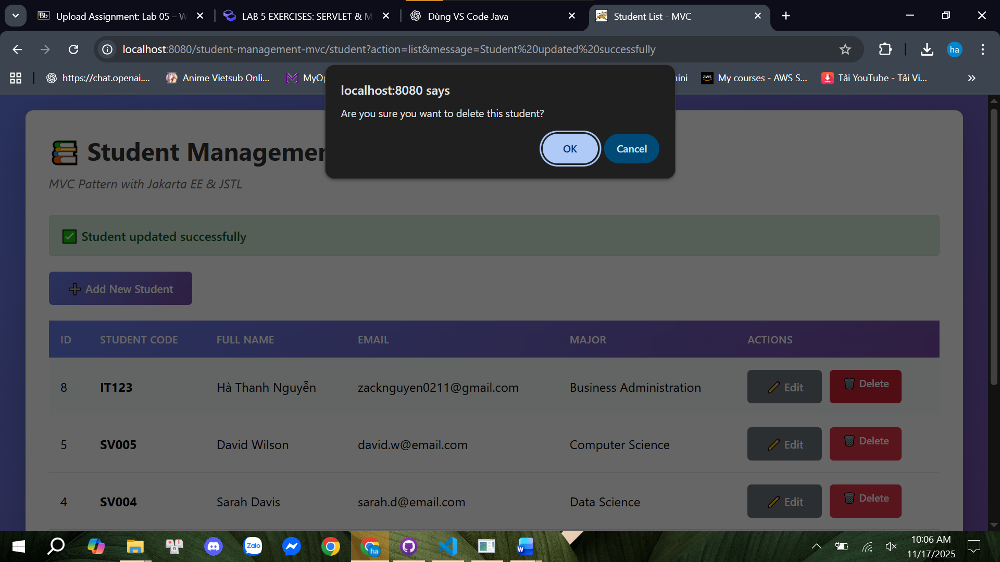 Bb Upload Assignment: Lab 05 – W
LAB 5 EXERCISES: SERVLET & M
Dùng VS Code Java
Student List - MVC
localhost:8080/student-management-mvc/student?action=list&message=Student%20updated%20successfully
ha
https://chat.openai....
Anime Vietsub Onli...
MyOp
aws My courses - AWS S...
Tải YouTube - Tải Vi...
localhost:8080 says
Are you sure you want to delete this student?
OK
Cancel
Student Managemen
MVC Pattern with Jakarta EE & JSTL
Student updated successfully
Add New Student
ID STUDENT CODE FULL NAME EMAIL MAJOR ACTIONS
8 IT123 Hà Thanh Nguyễn zacknguyen0211@gmail.com Business Administration Edit Delete
5 SV005 David Wilson david.w@email.com Computer Science Edit Delete
4 SV004 Sarah Davis sarah.d@email.com Data Science Edit Delete
Zalo
ha
W
10:06 AM
11/17/2025